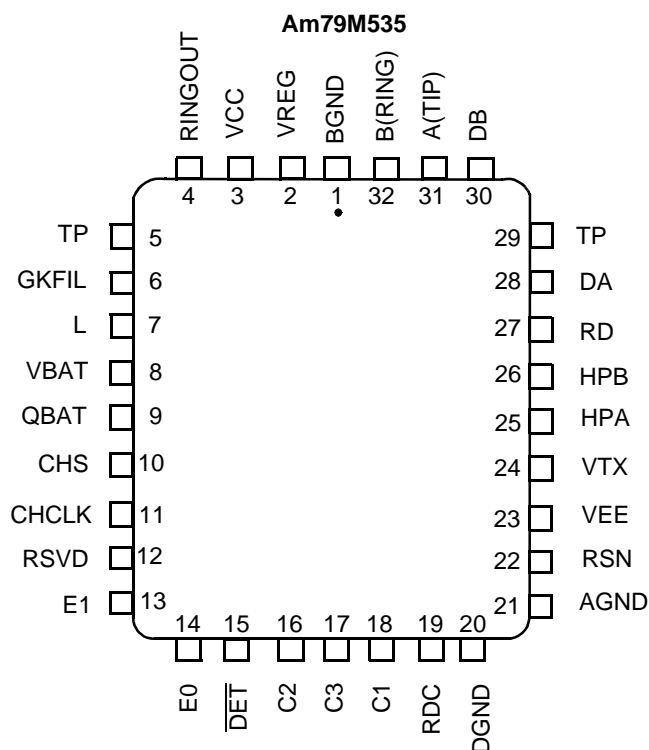 Am79M535
RINGOUT
VCC
VREG
BGND
B(RING)
A(TIP)
DB
4 3 2 1 32 31 30
TP 5 29 TP
GKFIL 6 28 DA
L 7 27 RD
VBAT 8 26 HPB
QBAT 9 25 HPA
CHS 10 24 VTX
CHCLK 11 23 VEE
RSVD 12 22 RSN
E1 13 21 AGND
14 15 16 17 18 19 20
E0
D̅E̅T̅
C2
C3
C1
RDC
DGND